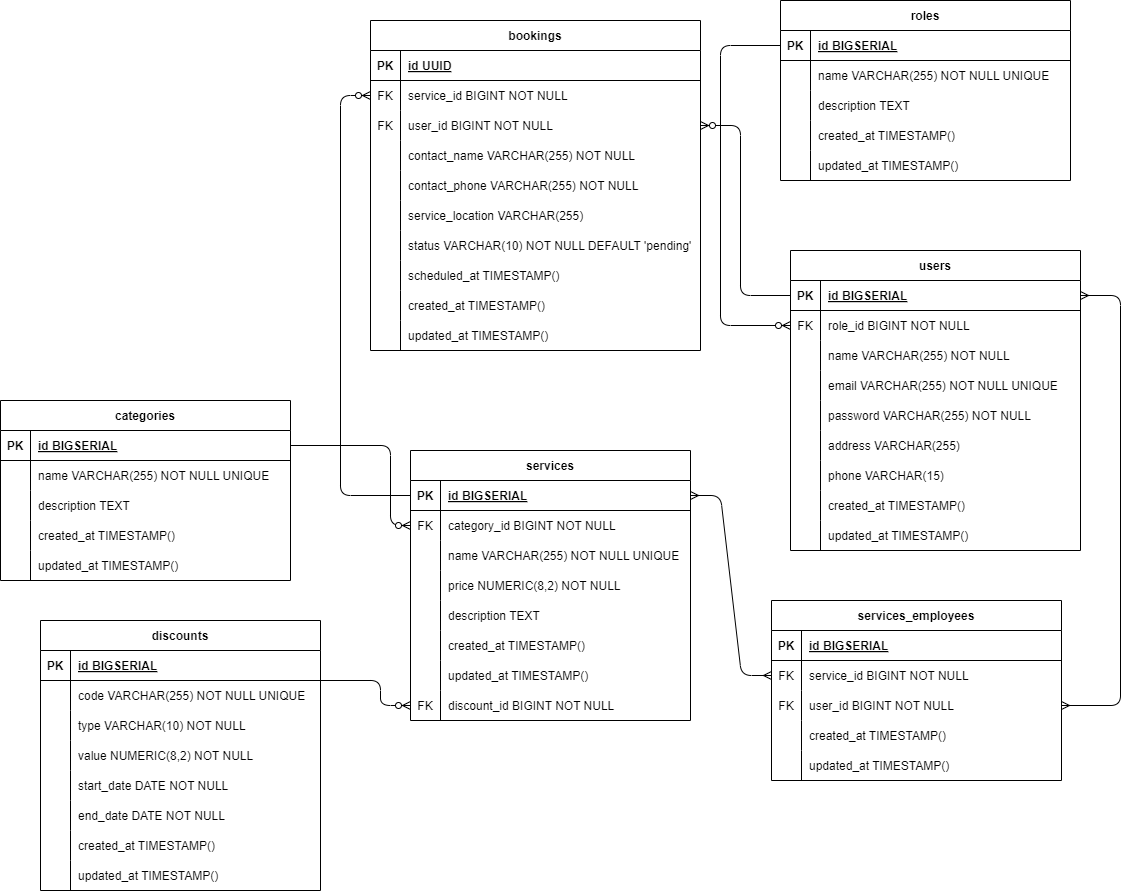 bookings
PK id UUID
FK service_id BIGINT NOT NULL
FK user_id BIGINT NOT NULL
contact_name VARCHAR(255) NOT NULL
contact_phone VARCHAR(255) NOT NULL
service_location VARCHAR(255)
status VARCHAR(10) NOT NULL DEFAULT 'pending'
scheduled_at TIMESTAMP()
created_at TIMESTAMP()
updated_at TIMESTAMP()
roles
PK id BIGSERIAL
name VARCHAR(255) NOT NULL UNIQUE
description TEXT
created_at TIMESTAMP()
updated_at TIMESTAMP()
users
PK id BIGSERIAL
FK role_id BIGINT NOT NULL
name VARCHAR(255) NOT NULL
email VARCHAR(255) NOT NULL UNIQUE
password VARCHAR(255) NOT NULL
address VARCHAR(255)
phone VARCHAR(15)
created_at TIMESTAMP()
updated_at TIMESTAMP()
categories
PK id BIGSERIAL
name VARCHAR(255) NOT NULL UNIQUE
description TEXT
created_at TIMESTAMP()
updated_at TIMESTAMP()
services
PK id BIGSERIAL
FK category_id BIGINT NOT NULL
name VARCHAR(255) NOT NULL UNIQUE
price NUMERIC(8,2) NOT NULL
description TEXT
created_at TIMESTAMP()
updated_at TIMESTAMP()
FK discount_id BIGINT NOT NULL
services_employees
PK id BIGSERIAL
FK service_id BIGINT NOT NULL
FK user_id BIGINT NOT NULL
created_at TIMESTAMP()
updated_at TIMESTAMP()
discounts
PK id BIGSERIAL
code VARCHAR(255) NOT NULL UNIQUE
type VARCHAR(10) NOT NULL
value NUMERIC(8,2) NOT NULL
start_date DATE NOT NULL
end_date DATE NOT NULL
created_at TIMESTAMP()
updated_at TIMESTAMP()